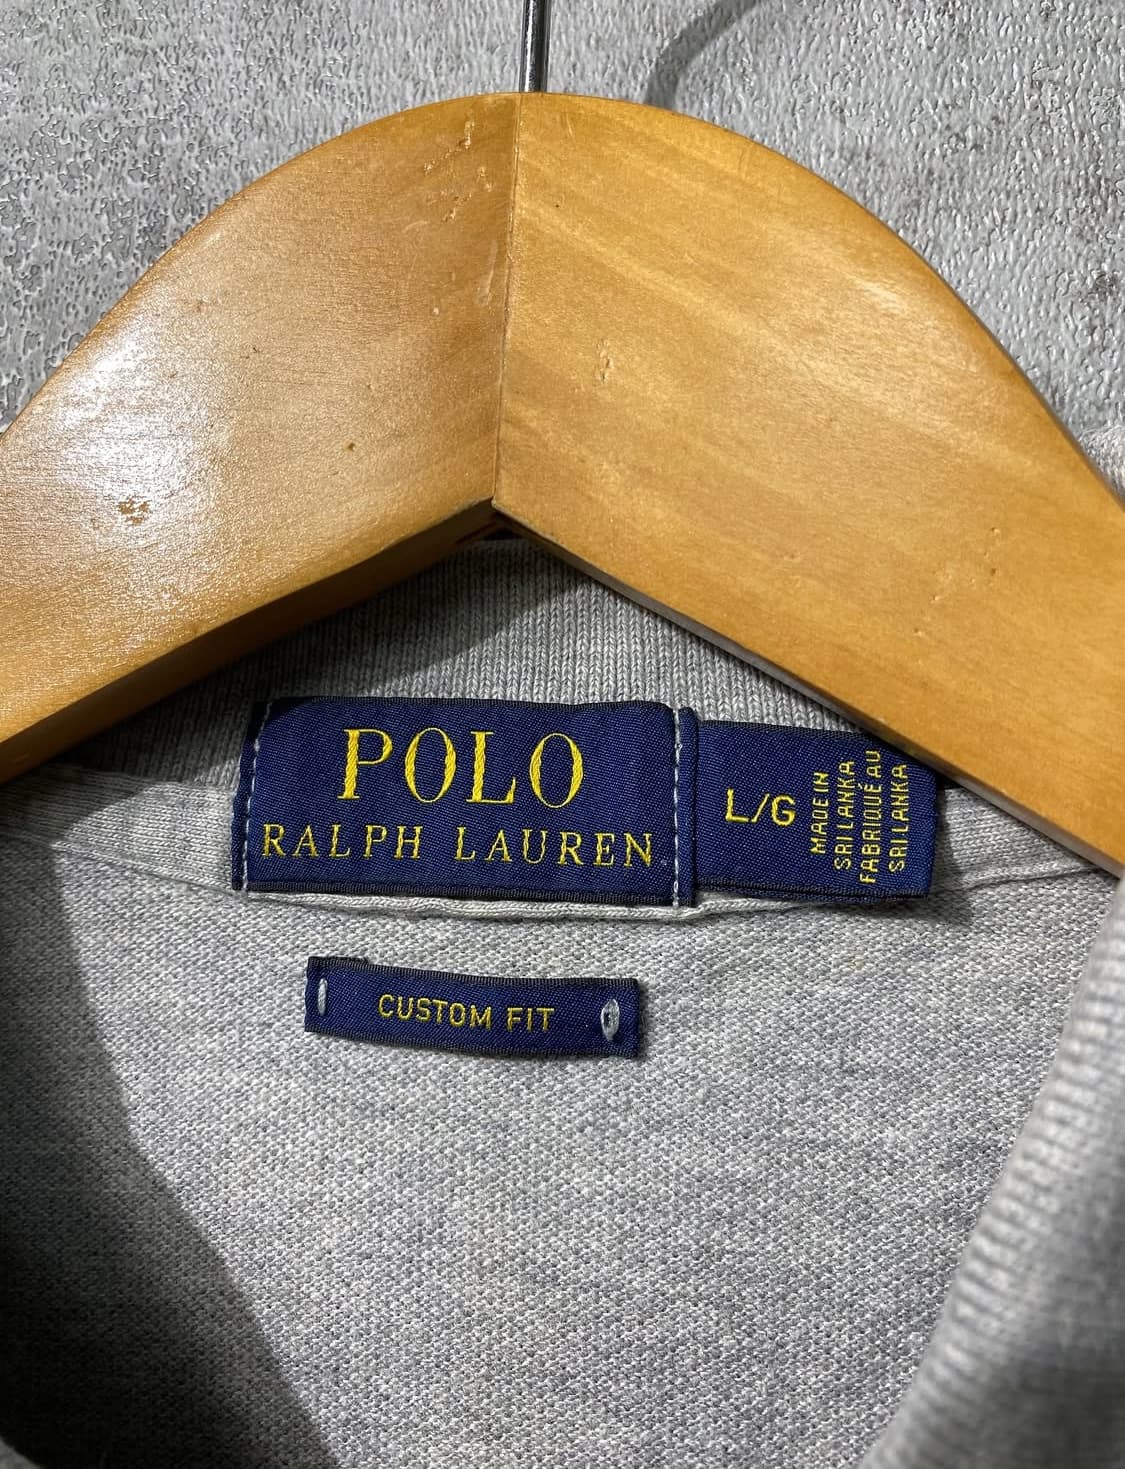 POLO
RALPH LAUREN
L/G
MADE IN
SRI LANKA
FABRIQUÉ AU
SRI LANKA
CUSTOM FIT